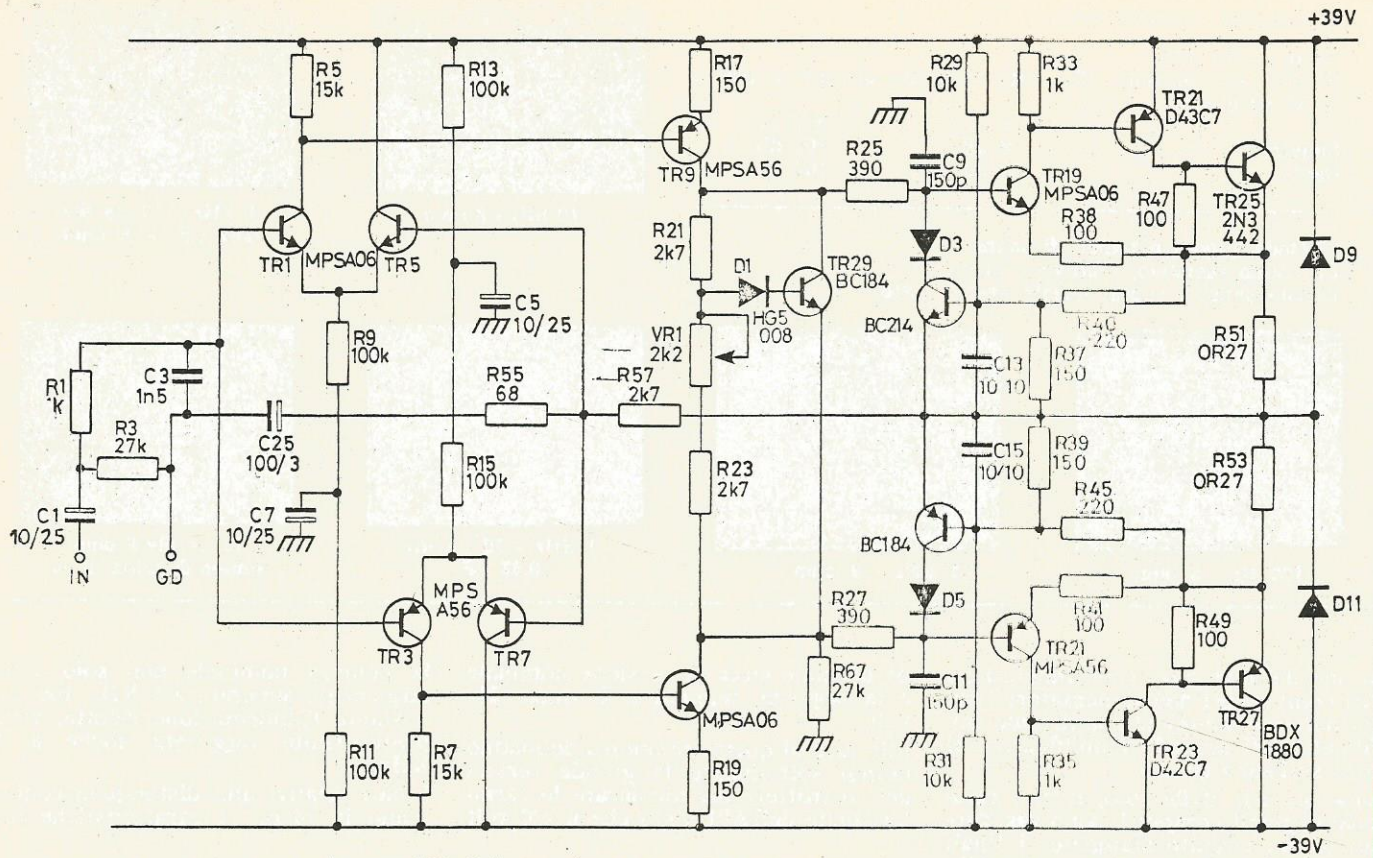 +39V
R5
15k
R13
100k
R17
150
R29
10k
R33
1k
TR21
D43C7
TR9
MPSA56
R25
390
C9
150p
TR19
MPSA06
R47
100
TR25
2N3
442
R38
100
TR1
MPSA06
TR5
R21
2k7
D1
HG5
008
TR29
BC184
D3
BC214
D9
C5
10/25
R9
100k
VR1
2k2
R40
220
R51
0R27
R1
1k
C3
1n5
R55
68
R57
2k7
C13
10 10
R37
150
R3
27k
C25
100/3
R15
100k
R23
2k7
C15
10/10
R39
150
R53
0R27
C1
10/25
C7
10/25
R45
220
BC184
IN
GD
MPS
A56
R27
390
D5
R41
100
R49
100
D11
TR3
TR7
TR21
MPSA56
R67
27k
C11
150p
MPSA06
TR27
BDX
1880
R11
100k
R7
15k
R19
150
R31
10k
R35
1k
TR23
D42C7
-39V